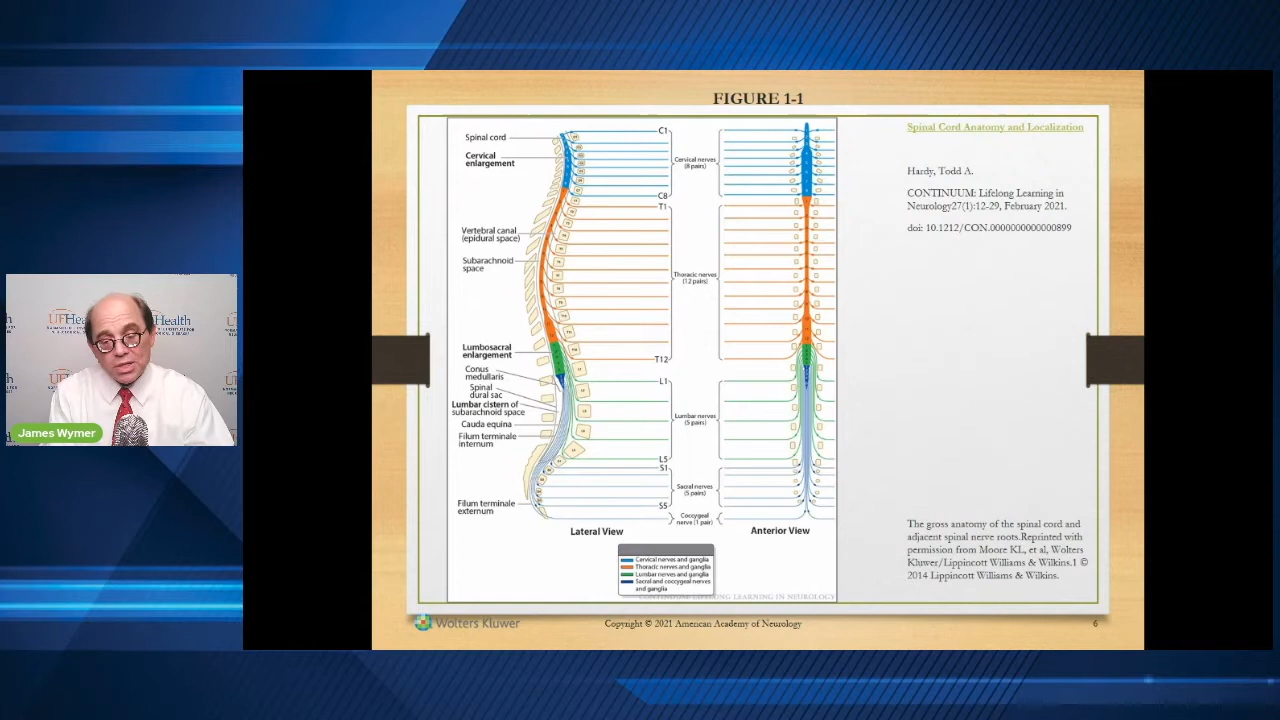 FIGURE 1-1
Spinal cord
Cervical
enlargement
Vertebral canal
(epidural space)
Subarachnoid
space
Lumbosacral
enlargement
Conus
medullaris
Spinal
dural sac
Lumbar cistern of
subarachnoid space
Cauda equina
Filum terminale
internum
Filum terminale
externum
C1
Cervical nerves
(8 pairs)
C8
T1
Thoracic nerves
(12 pairs)
T12
L1
Lumbar nerves
(5 pairs)
L5
S1
Sacral nerves
(5 pairs)
S5
Coccygeal
nerve (1 pair)
Lateral View
Anterior View
Cervical nerves and ganglia
Thoracic nerves and ganglia
Lumbar nerves and ganglia
Sacral and coccygeal nerves
and ganglia
LEARNING IN NEUROLOGY
Spinal Cord Anatomy and Localization
Hardy, Todd A.
CONTINUUM: Lifelong Learning in
Neurology27(1):12-29, February 2021.
doi: 10.1212/CON.0000000000000899
The gross anatomy of the spinal cord and
adjacent spinal nerve roots.Reprinted with
permission from Moore KL, et al, Wolters
Kluwer/Lippincott Williams & Wilkins.1 ©
2014 Lippincott Williams & Wilkins.
Wolters Kluwer
Copyright © 2021 American Academy of Neurology
6
UFHealth
Health
James Wymer